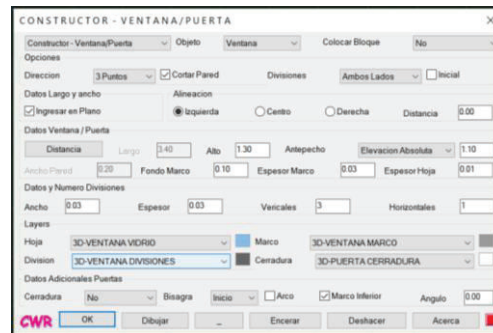 CONSTRUCTOR - VENTANA/PUERTA
Constructor - Ventana/Puerta Objeto Ventana Colocar Bloque No
Opciones
Direccion 3 Puntos Cortar Pared Divisiones Ambos Lados Inicial
Datos Largo y ancho Alineacion
Ingresar en Plano Izquierda Centro Derecha Distancia 0.00
Datos Ventana / Puerta
Distancia Largo 3.40 Alto 1.30 Antepecho Elevacion Absoluta 1.10
Ancho Pared 0.20 Fondo Marco 0.10 Espesor Marco 0.03 Espesor Hoja 0.01
Datos y Numero Divisiones
Ancho 0.03 Espesor 0.03 Vericales 3 Horizontales 1
Layers
Hoja 3D-VENTANA VIDRIO Marco 3D-VENTANA MARCO
Division 3D-VENTANA DIVISIONES Cerradura 3D-PUERTA CERRADURA
Datos Adicionales Puertas
Cerradura No Bisagra Inicio Arco Marco Inferior Angulo 0.00
CWR OK Dibujar _ Encerar Deshacer Acerca